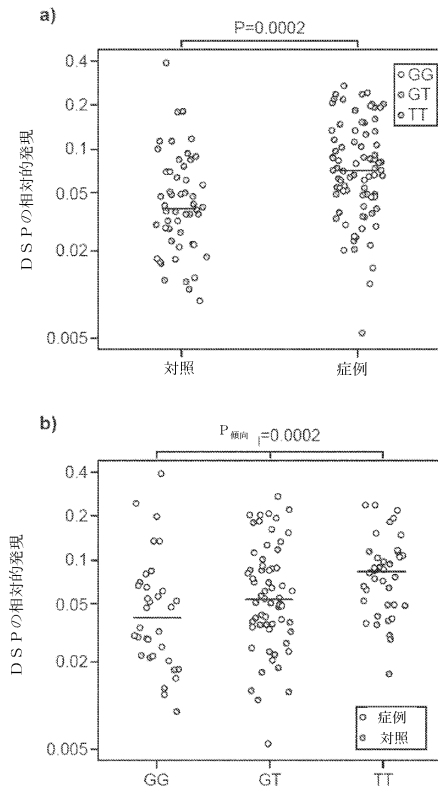 a)
P=0.0002
GG
GT
TT
0.4
0.2
0.1
0.05
0.02
0.005
DSPの相対的発現
対照
症例
b)
P傾向=0.0002
0.4
0.2
0.1
0.05
0.02
0.005
DSPの相対的発現
症例
対照
GG
GT
TT